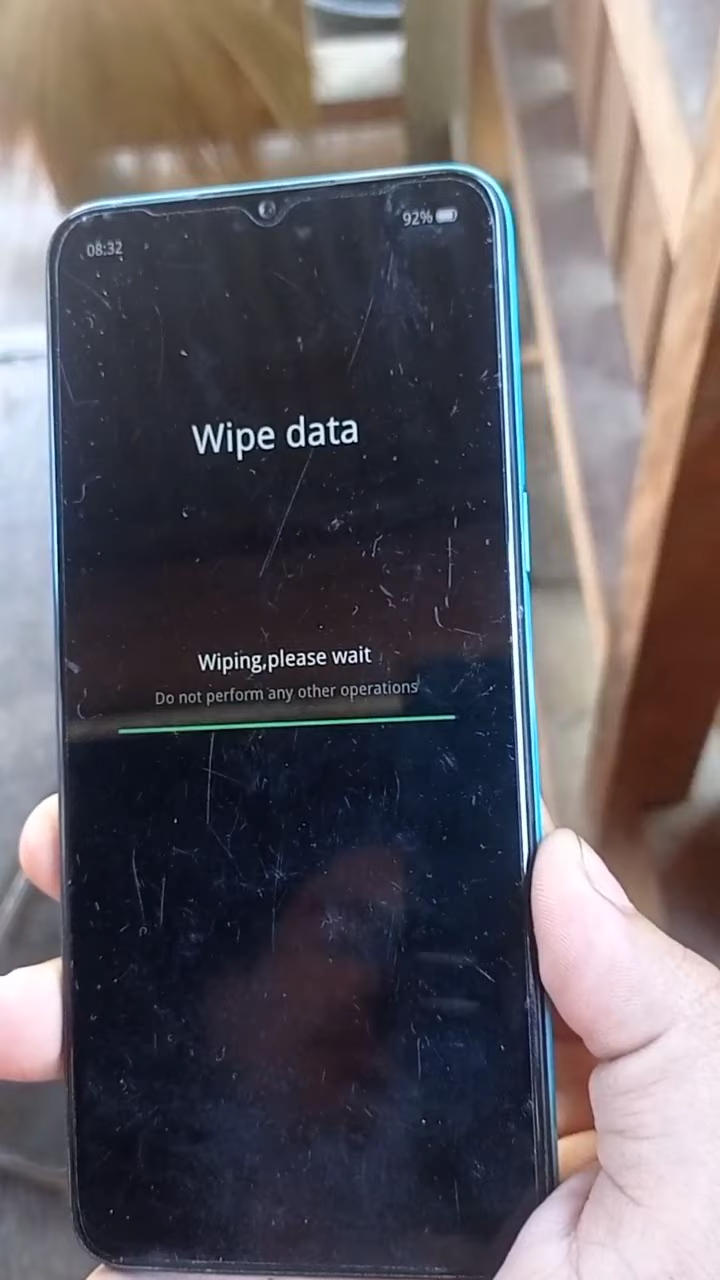 08:32
92%
Wipe data
Wiping,please wait
Do not perform any other operations